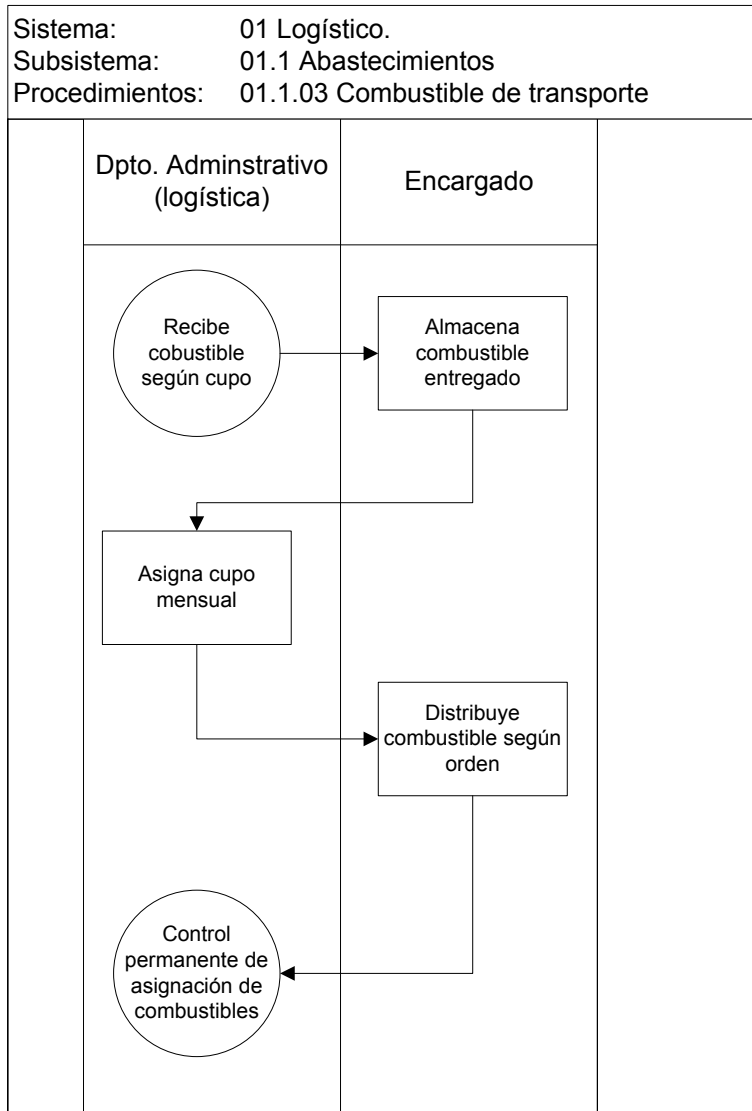 Sistema: 01 Logístico.
Subsistema: 01.1 Abastecimientos
Procedimientos: 01.1.03 Combustible de transporte
Dpto. Adminstrativo
(logística)
Encargado
Recibe
cobustible
según cupo
Almacena
combustible
entregado
Asigna cupo
mensual
Distribuye
combustible según
orden
Control
permanente de
asignación de
combustibles